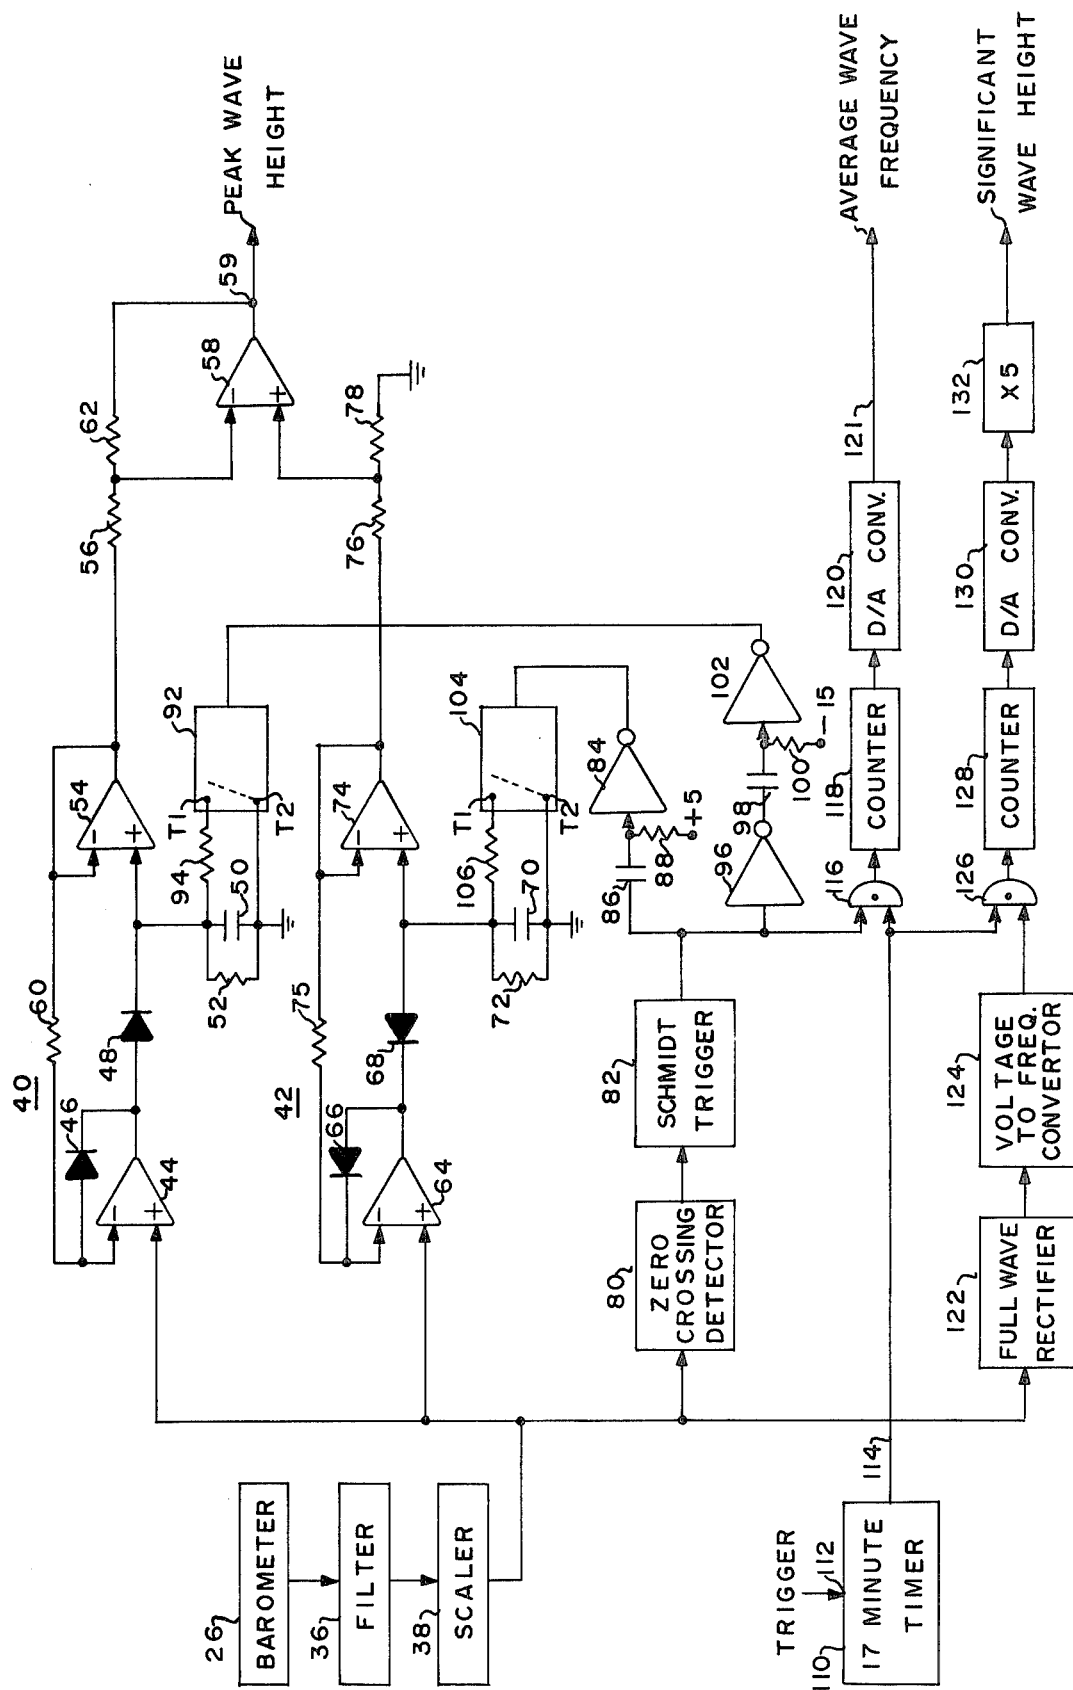 BAROMETER
26
FILTER
36
SCALER
38
TRIGGER
112
110
17 MINUTE
TIMER
114
40
60
46
44
-
+
48
52
50
94
T1
T2
92
54
-
+
56
62
58
-
+
59
PEAK WAVE
HEIGHT
42
75
66
64
-
+
68
72
70
106
T1
T2
104
74
-
+
76
78
80
ZERO
CROSSING
DETECTOR
82
SCHMIDT
TRIGGER
86
88
+5
84
96
98
100
-15
102
116
118
COUNTER
120
D/A CONV.
121
AVERAGE WAVE
FREQUENCY
122
FULL WAVE
RECTIFIER
124
VOLTAGE
TO FREQ.
CONVERTOR
126
128
COUNTER
130
D/A CONV.
132
X5
SIGNIFICANT
WAVE HEIGHT